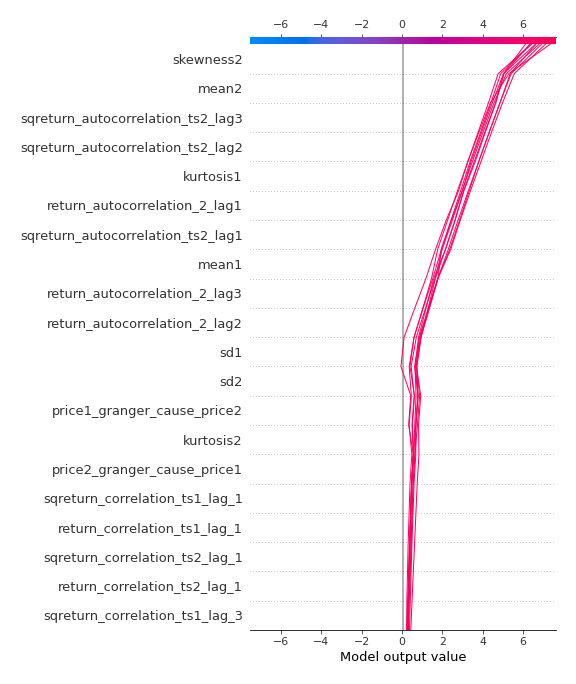 −6 −4 −2 0 2 4 6
skewness2
mean2
sqreturn_autocorrelation_ts2_lag3
sqreturn_autocorrelation_ts2_lag2
kurtosis1
return_autocorrelation_2_lag1
sqreturn_autocorrelation_ts2_lag1
mean1
return_autocorrelation_2_lag3
return_autocorrelation_2_lag2
sd1
sd2
price1_granger_cause_price2
kurtosis2
price2_granger_cause_price1
sqreturn_correlation_ts1_lag_1
return_correlation_ts1_lag_1
sqreturn_correlation_ts2_lag_1
return_correlation_ts2_lag_1
sqreturn_correlation_ts1_lag_3
−6 −4 −2 0 2 4 6
Model output value